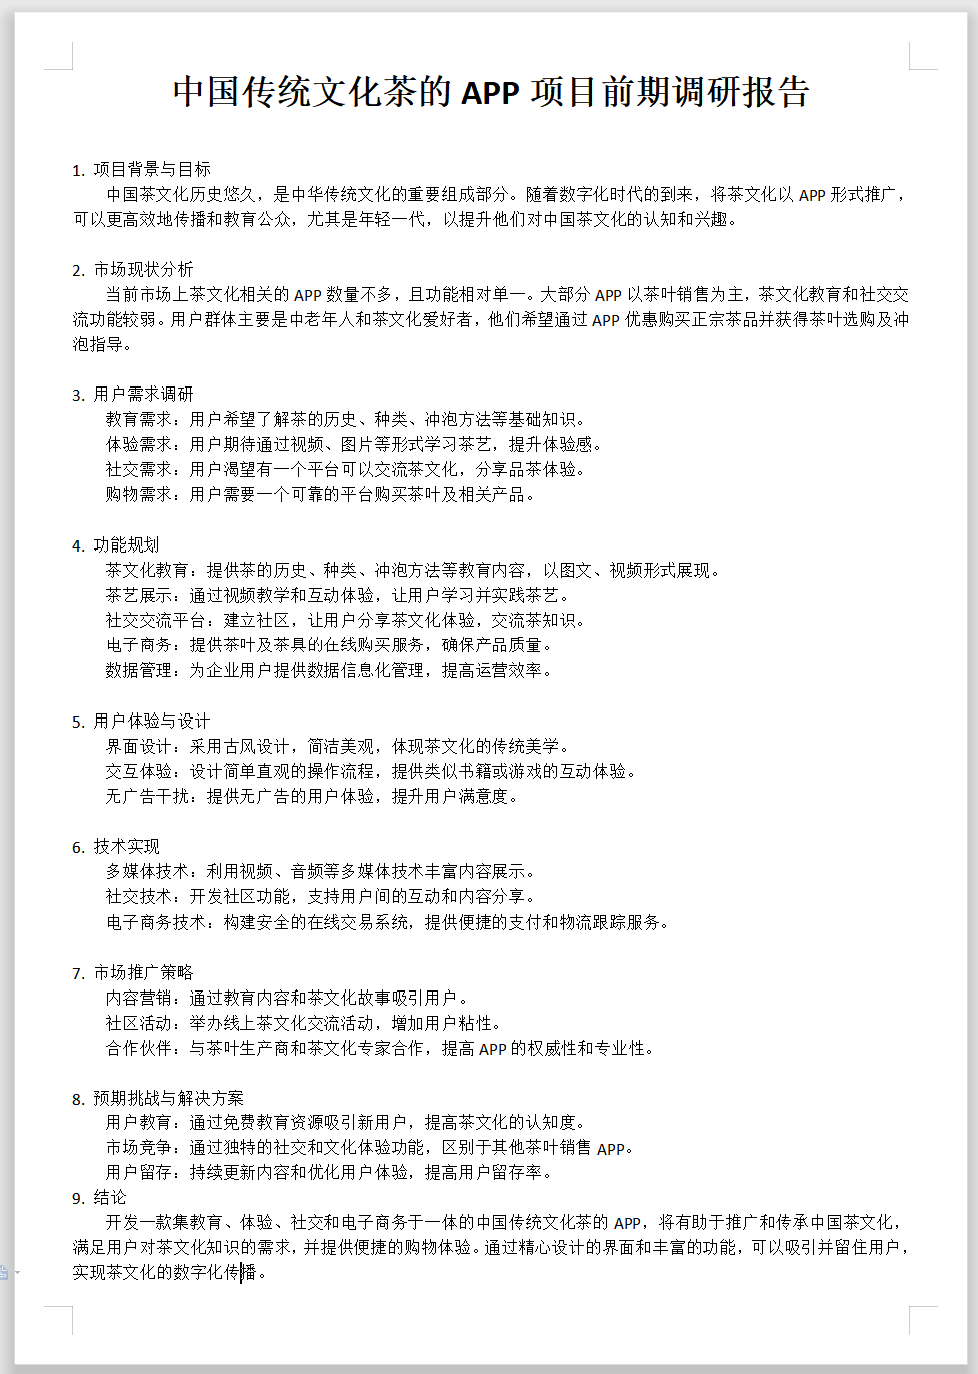 中国传统文化茶的 APP 项目前期调研报告
1. 项目背景与目标
中国茶文化历史悠久，是中华传统文化的重要组成部分。随着数字化时代的到来，将茶文化以 APP 形式推广，
可以更高效地传播和教育公众，尤其是年轻一代，以提升他们对中国茶文化的认知和兴趣。
2. 市场现状分析
当前市场上茶文化相关的 APP 数量不多，且功能相对单一。大部分 APP 以茶叶销售为主，茶文化教育和社交交
流功能较弱。用户群体主要是中老年人和茶文化爱好者，他们希望通过 APP 优惠购买正宗茶品并获得茶叶选购及冲
泡指导。
3. 用户需求调研
教育需求：用户希望了解茶的历史、种类、冲泡方法等基础知识。
体验需求：用户期待通过视频、图片等形式学习茶艺，提升体验感。
社交需求：用户渴望有一个平台可以交流茶文化，分享品茶体验。
购物需求：用户需要一个可靠的平台购买茶叶及相关产品。
4. 功能规划
茶文化教育：提供茶的历史、种类、冲泡方法等教育内容，以图文、视频形式展现。
茶艺展示：通过视频教学和互动体验，让用户学习并实践茶艺。
社交交流平台：建立社区，让用户分享茶文化体验，交流茶知识。
电子商务：提供茶叶及茶具的在线购买服务，确保产品质量。
数据管理：为企业用户提供数据信息化管理，提高运营效率。
5. 用户体验与设计
界面设计：采用古风设计，简洁美观，体现茶文化的传统美学。
交互体验：设计简单直观的操作流程，提供类似书籍或游戏的互动体验。
无广告干扰：提供无广告的用户体验，提升用户满意度。
6. 技术实现
多媒体技术：利用视频、音频等多媒体技术丰富内容展示。
社交技术：开发社区功能，支持用户间的互动和内容分享。
电子商务技术：构建安全的在线交易系统，提供便捷的支付和物流跟踪服务。
7. 市场推广策略
内容营销：通过教育内容和茶文化故事吸引用户。
社区活动：举办线上茶文化交流活动，增加用户粘性。
合作伙伴：与茶叶生产商和茶文化专家合作，提高 APP 的权威性和专业性。
8. 预期挑战与解决方案
用户教育：通过免费教育资源吸引新用户，提高茶文化的认知度。
市场竞争：通过独特的社交和文化体验功能，区别于其他茶叶销售 APP。
用户留存：持续更新内容和优化用户体验，提高用户留存率。
9. 结论
开发一款集教育、体验、社交和电子商务于一体的中国传统文化茶的 APP，将有助于推广和传承中国茶文化，
满足用户对茶文化知识的需求，并提供便捷的购物体验。通过精心设计的界面和丰富的功能，可以吸引并留住用户，
实现茶文化的数字化传播。